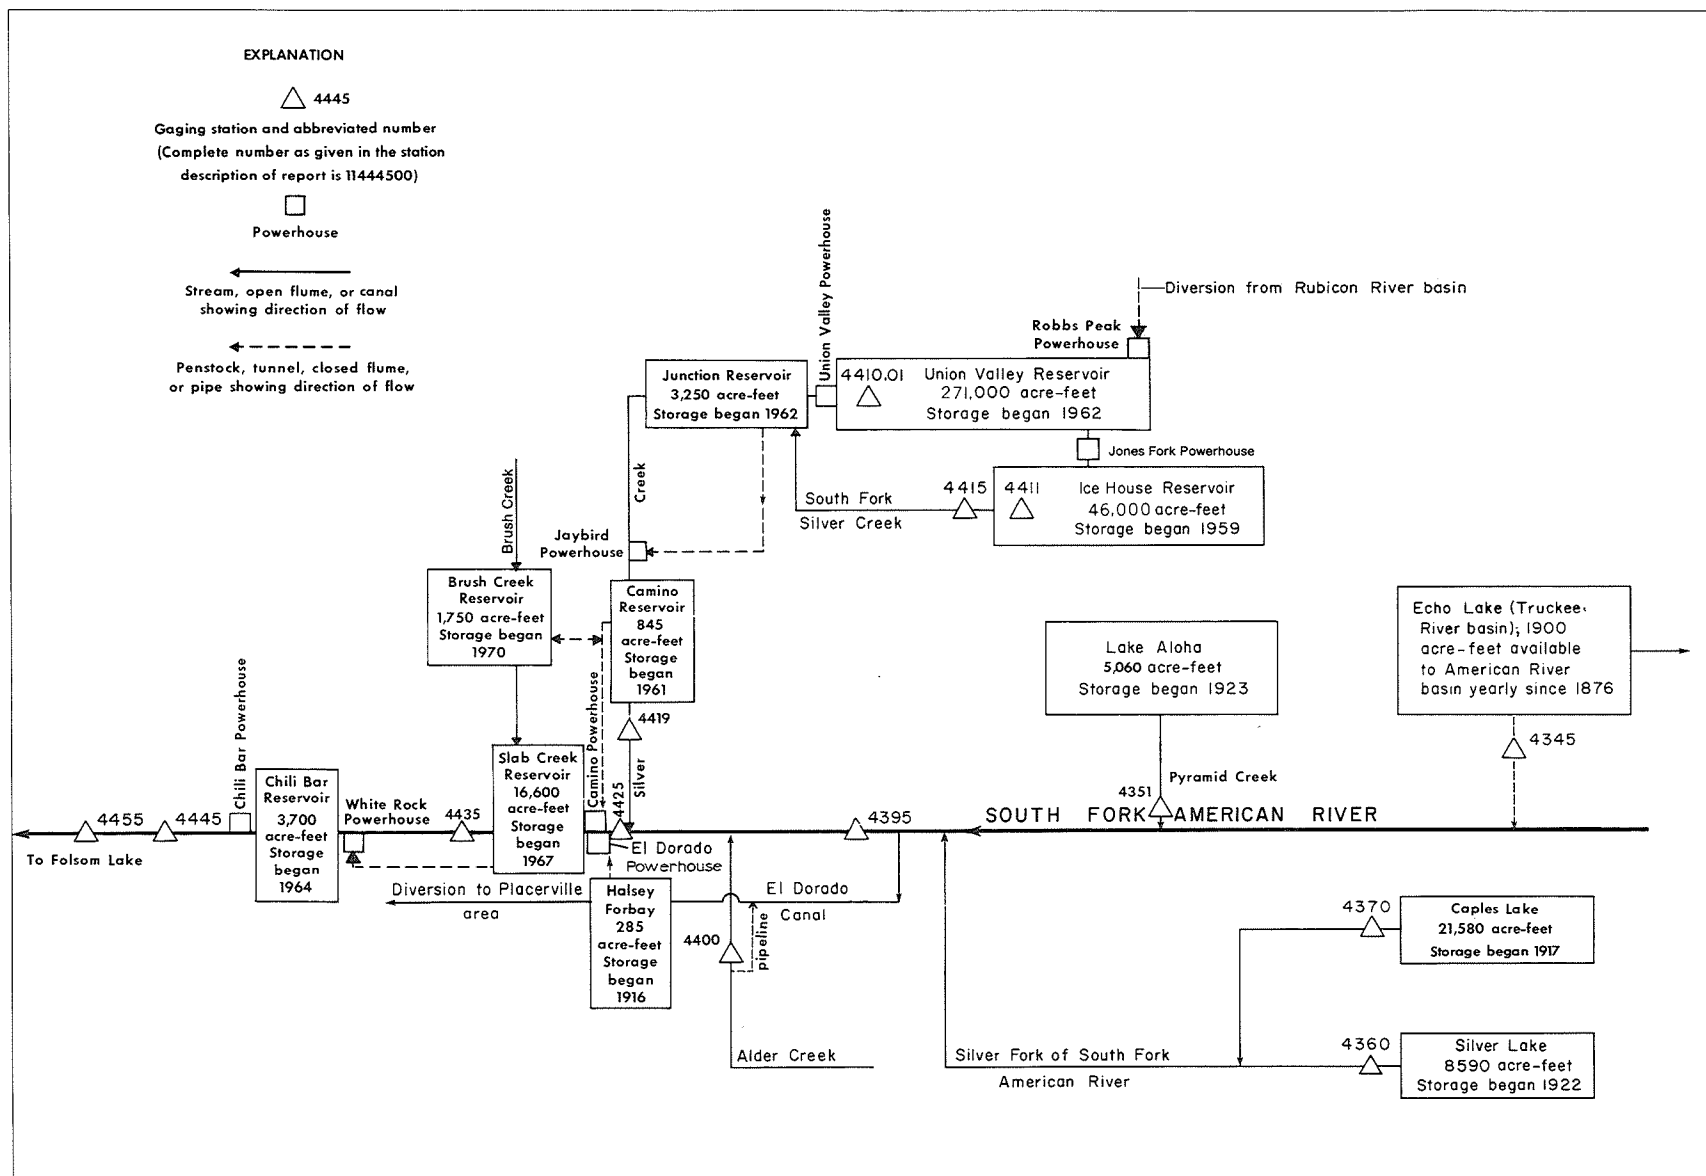 EXPLANATION
4445
Gaging station and abbreviated number
(Complete number as given in the station
description of report is 11444500)
Powerhouse
Stream, open flume, or canal
showing direction of flow
Penstock, tunnel, closed flume,
or pipe showing direction of flow
Diversion from Rubicon River basin
Robbs Peak
Powerhouse
Union Valley Powerhouse
Junction Reservoir
3,250 acre-feet
Storage began 1962
4410.01
Union Valley Reservoir
271,000 acre-feet
Storage began 1962
Jones Fork Powerhouse
4415
4411
Ice House Reservoir
46,000 acre-feet
Storage began 1959
South Fork
Silver Creek
Creek
Brush Creek
Jaybird
Powerhouse
Brush Creek
Reservoir
1,750 acre-feet
Storage began
1970
Camino
Reservoir
845
acre-feet
Storage
began
1961
Lake Aloha
5,060 acre-feet
Storage began 1923
Echo Lake (Truckee
River basin); 1900
acre-feet available
to American River
basin yearly since 1876
4419
4345
Camino Powerhouse
Silver
4425
Pyramid Creek
4351
Chili Bar Powerhouse
Chili Bar
Reservoir
3,700
acre-feet
Storage
began
1964
White Rock
Powerhouse
Slab Creek
Reservoir
16,600
acre-feet
Storage
began
1967
4455
4445
4435
4395
SOUTH FORK AMERICAN RIVER
To Folsom Lake
El Dorado
Powerhouse
Diversion to Placerville
area
Halsey
Forbay
285
acre-feet
Storage
began
1916
El Dorado
Canal
pipeline
4400
4370
Caples Lake
21,580 acre-feet
Storage began 1917
Alder Creek
Silver Fork of South Fork
American River
4360
Silver Lake
8590 acre-feet
Storage began 1922